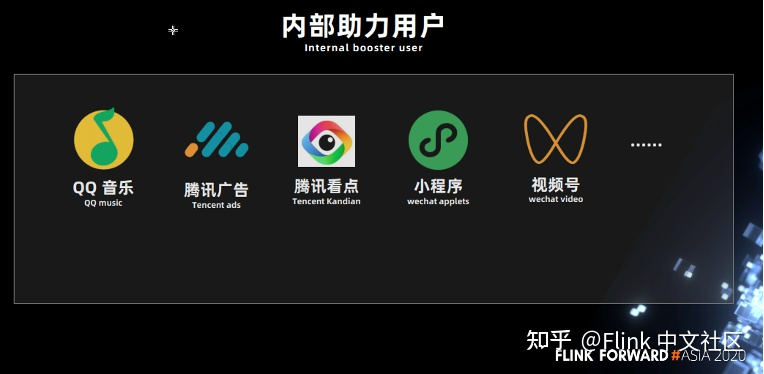 内部助力用户
Internal booster user
QQ 音乐
QQ music
腾讯广告
Tencent ads
腾讯看点
Tencent Kandian
小程序
wechat applets
视频号
wechat video
······
知乎 @Flink 中文社区
FLINK FORWARD #ASIA 2020